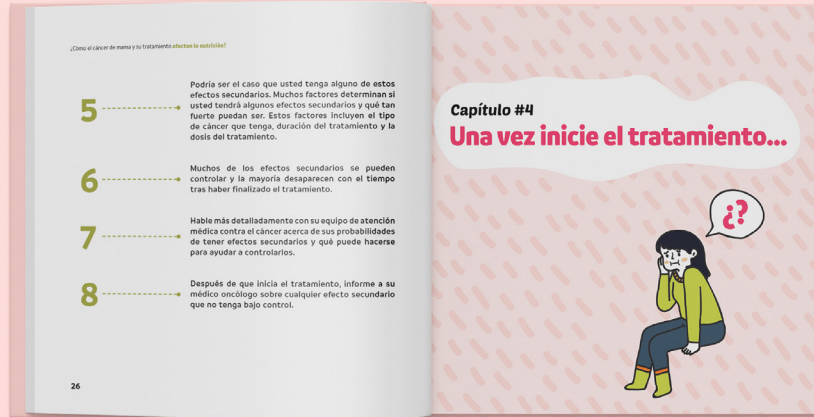 ¿Como el cáncer de mama y su tratamiento efectan la nutrición?
5
Podría ser el caso que usted tenga alguno de estos
efectos secundarios. Muchos factores determinan si
usted tendrá algunos efectos secundarios y qué tan
fuerte puedan ser. Estos factores incluyen el tipo
de cáncer que tenga, duración del tratamiento y la
dosis del tratamiento.
6
Muchos de los efectos secundarios se pueden
controlar y la mayoría desaparecen con el tiempo
tras haber finalizado el tratamiento.
7
Hable más detalladamente con su equipo de atención
médica contra el cáncer acerca de sus probabilidades
de tener efectos secundarios y qué puede hacerse
para ayudar a controlarlos.
8
Después de que inicia el tratamiento, informe a su
médico oncólogo sobre cualquier efecto secundario
que no tenga bajo control.
26
Capítulo #4
Una vez inicie el tratamiento...
¿?